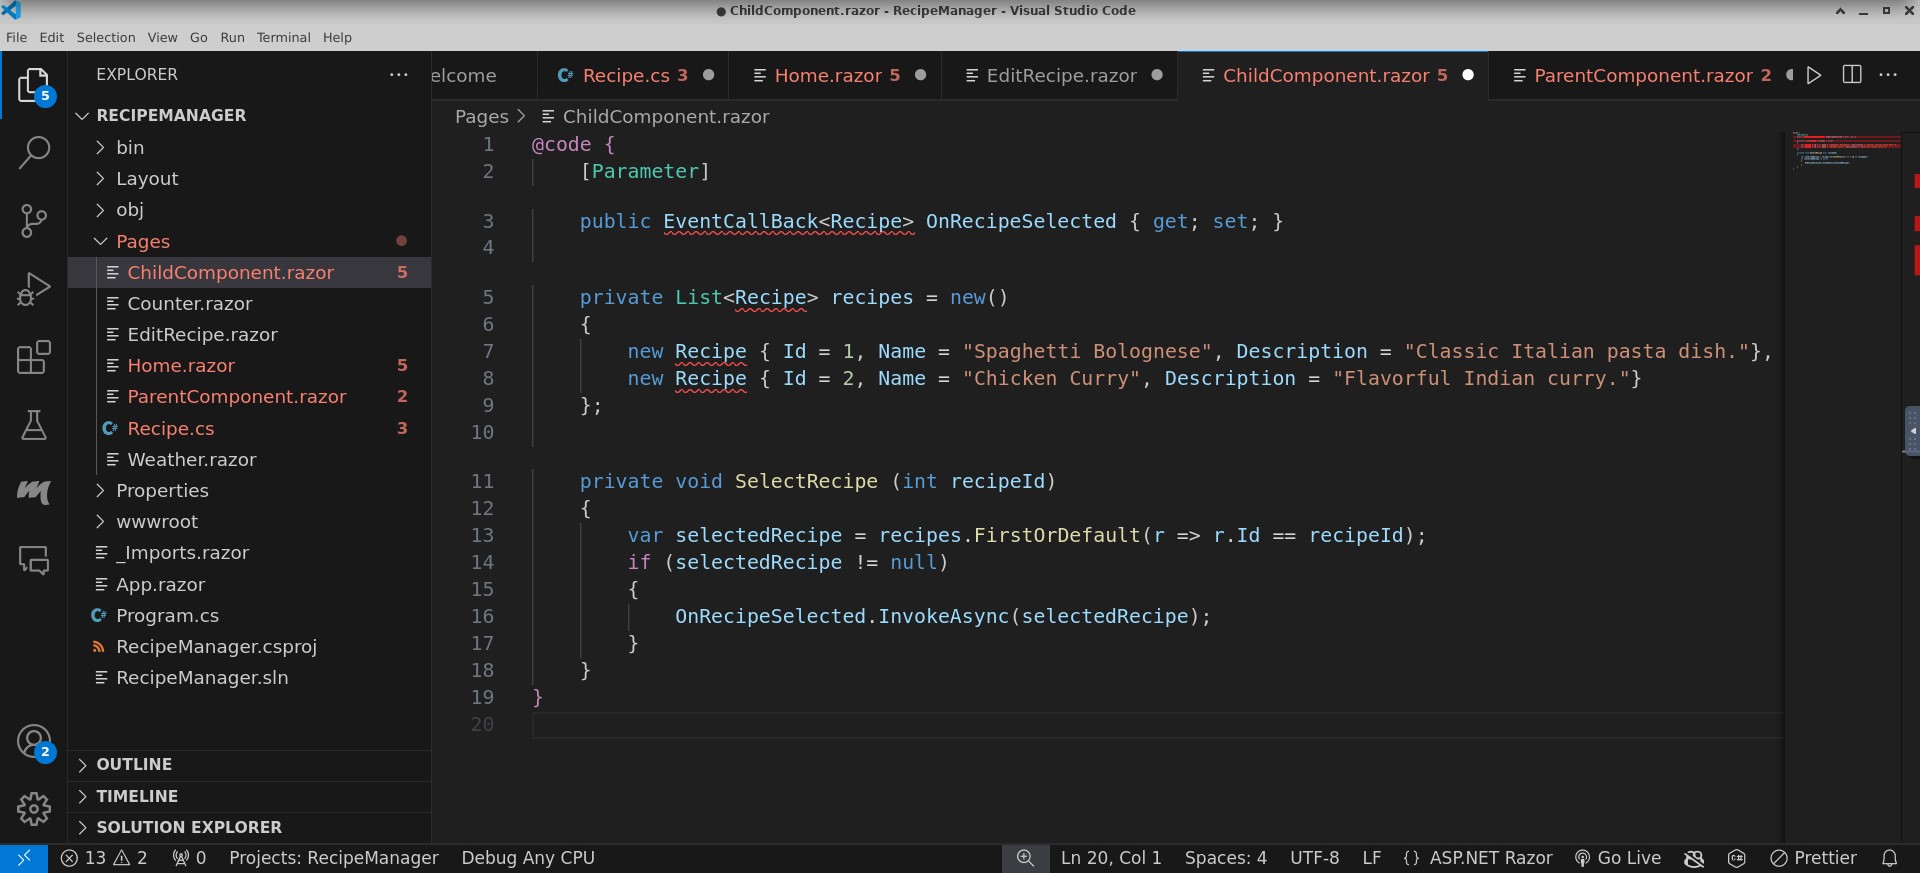 ● ChildComponent.razor - RecipeManager - Visual Studio Code
File Edit Selection View Go Run Terminal Help
EXPLORER
elcome
Recipe.cs 3
Home.razor 5
EditRecipe.razor
ChildComponent.razor 5
ParentComponent.razor 2
5
RECIPEMANAGER
bin
Layout
obj
Pages
ChildComponent.razor 5
Counter.razor
EditRecipe.razor
Home.razor 5
ParentComponent.razor 2
C# Recipe.cs 3
Weather.razor
Properties
wwwroot
_Imports.razor
App.razor
C# Program.cs
RecipeManager.csproj
RecipeManager.sln
2
OUTLINE
TIMELINE
SOLUTION EXPLORER
Pages > ChildComponent.razor
1 @code {
2 [Parameter]
3 public EventCallBack<Recipe> OnRecipeSelected { get; set; }
4
5 private List<Recipe> recipes = new()
6 {
7 new Recipe { Id = 1, Name = "Spaghetti Bolognese", Description = "Classic Italian pasta dish."},
8 new Recipe { Id = 2, Name = "Chicken Curry", Description = "Flavorful Indian curry."}
9 };
10
11 private void SelectRecipe (int recipeId)
12 {
13 var selectedRecipe = recipes.FirstOrDefault(r => r.Id == recipeId);
14 if (selectedRecipe != null)
15 {
16 OnRecipeSelected.InvokeAsync(selectedRecipe);
17 }
18 }
19 }
20
13 2 0 Projects: RecipeManager Debug Any CPU Ln 20, Col 1 Spaces: 4 UTF-8 LF {} ASP.NET Razor Go Live Prettier